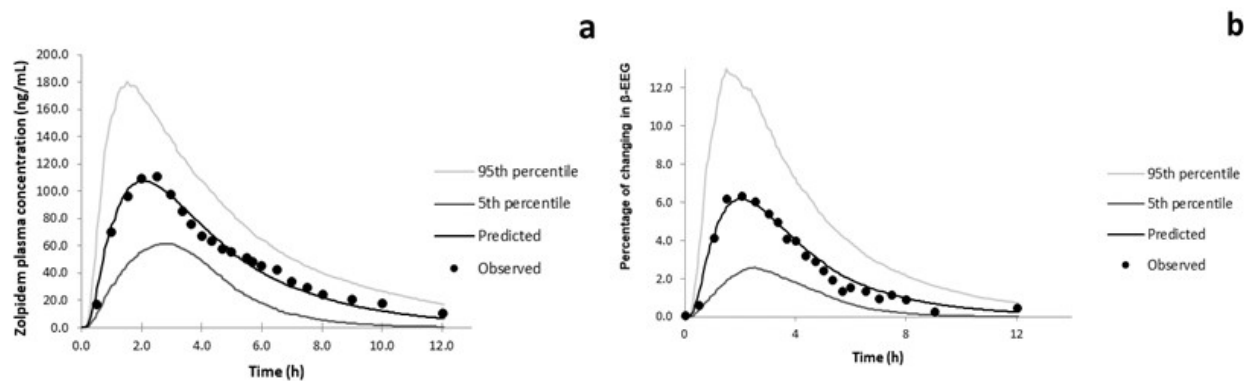 a
Zolpidem plasma concentration (ng/mL)
200.0
180.0
160.0
140.0
120.0
100.0
80.0
60.0
40.0
20.0
0.0
0.0 2.0 4.0 6.0 8.0 10.0 12.0
Time (h)
95th percentile
5th percentile
Predicted
Observed
b
Percentage of changing in β-EEG
12.0
10.0
8.0
6.0
4.0
2.0
0.0
0 4 8 12
Time (h)
95th percentile
5th percentile
Predicted
Observed